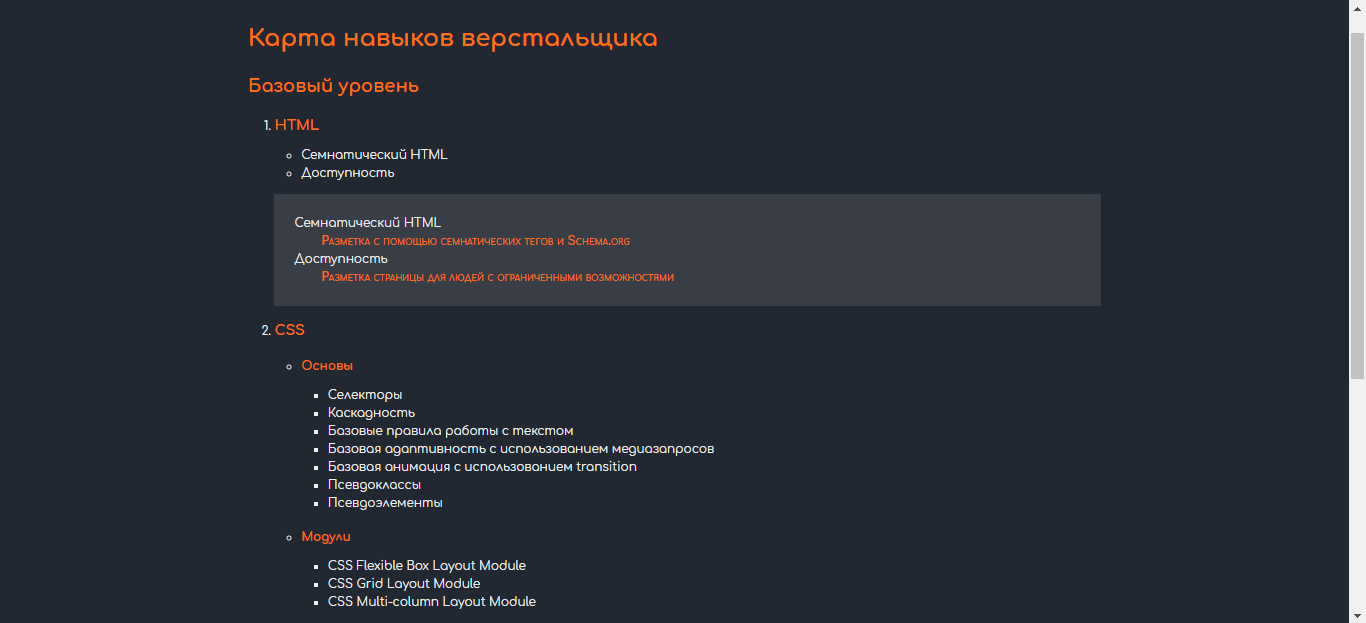 Карта навыков верстальщика
Базовый уровень
1. HTML
Семнатический HTML
Доступность
Семнатический HTML
Разметка с помощью семнатических тегов и Schema.org
Доступность
Разметка страницы для людей с ограниченными возможностями
2. CSS
Основы
Селекторы
Каскадность
Базовые правила работы с текстом
Базовая адаптивность с использованием медиазапросов
Базовая анимация с использованием transition
Псевдоклассы
Псевдоэлементы
Модули
CSS Flexible Box Layout Module
CSS Grid Layout Module
CSS Multi-column Layout Module